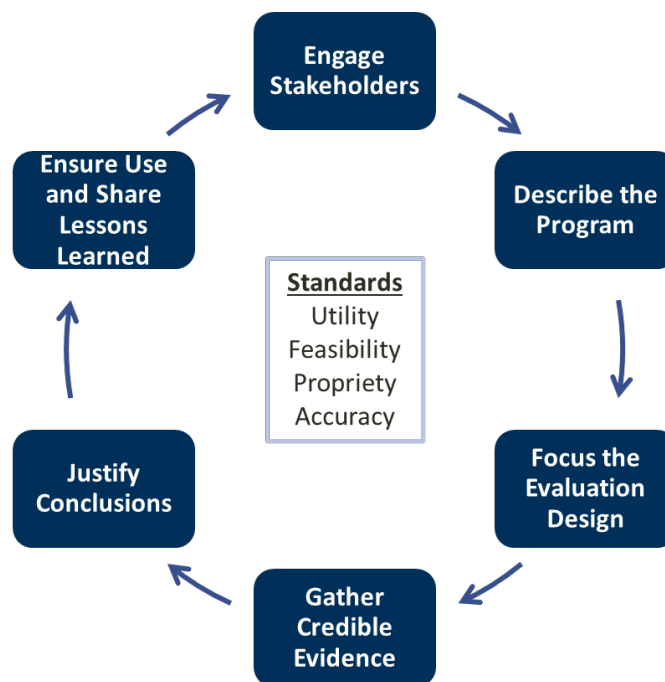 Engage
Stakeholders
Describe the
Program
Focus the
Evaluation
Design
Gather
Credible
Evidence
Justify
Conclusions
Ensure Use
and Share
Lessons
Learned
Standards
Utility
Feasibility
Propriety
Accuracy